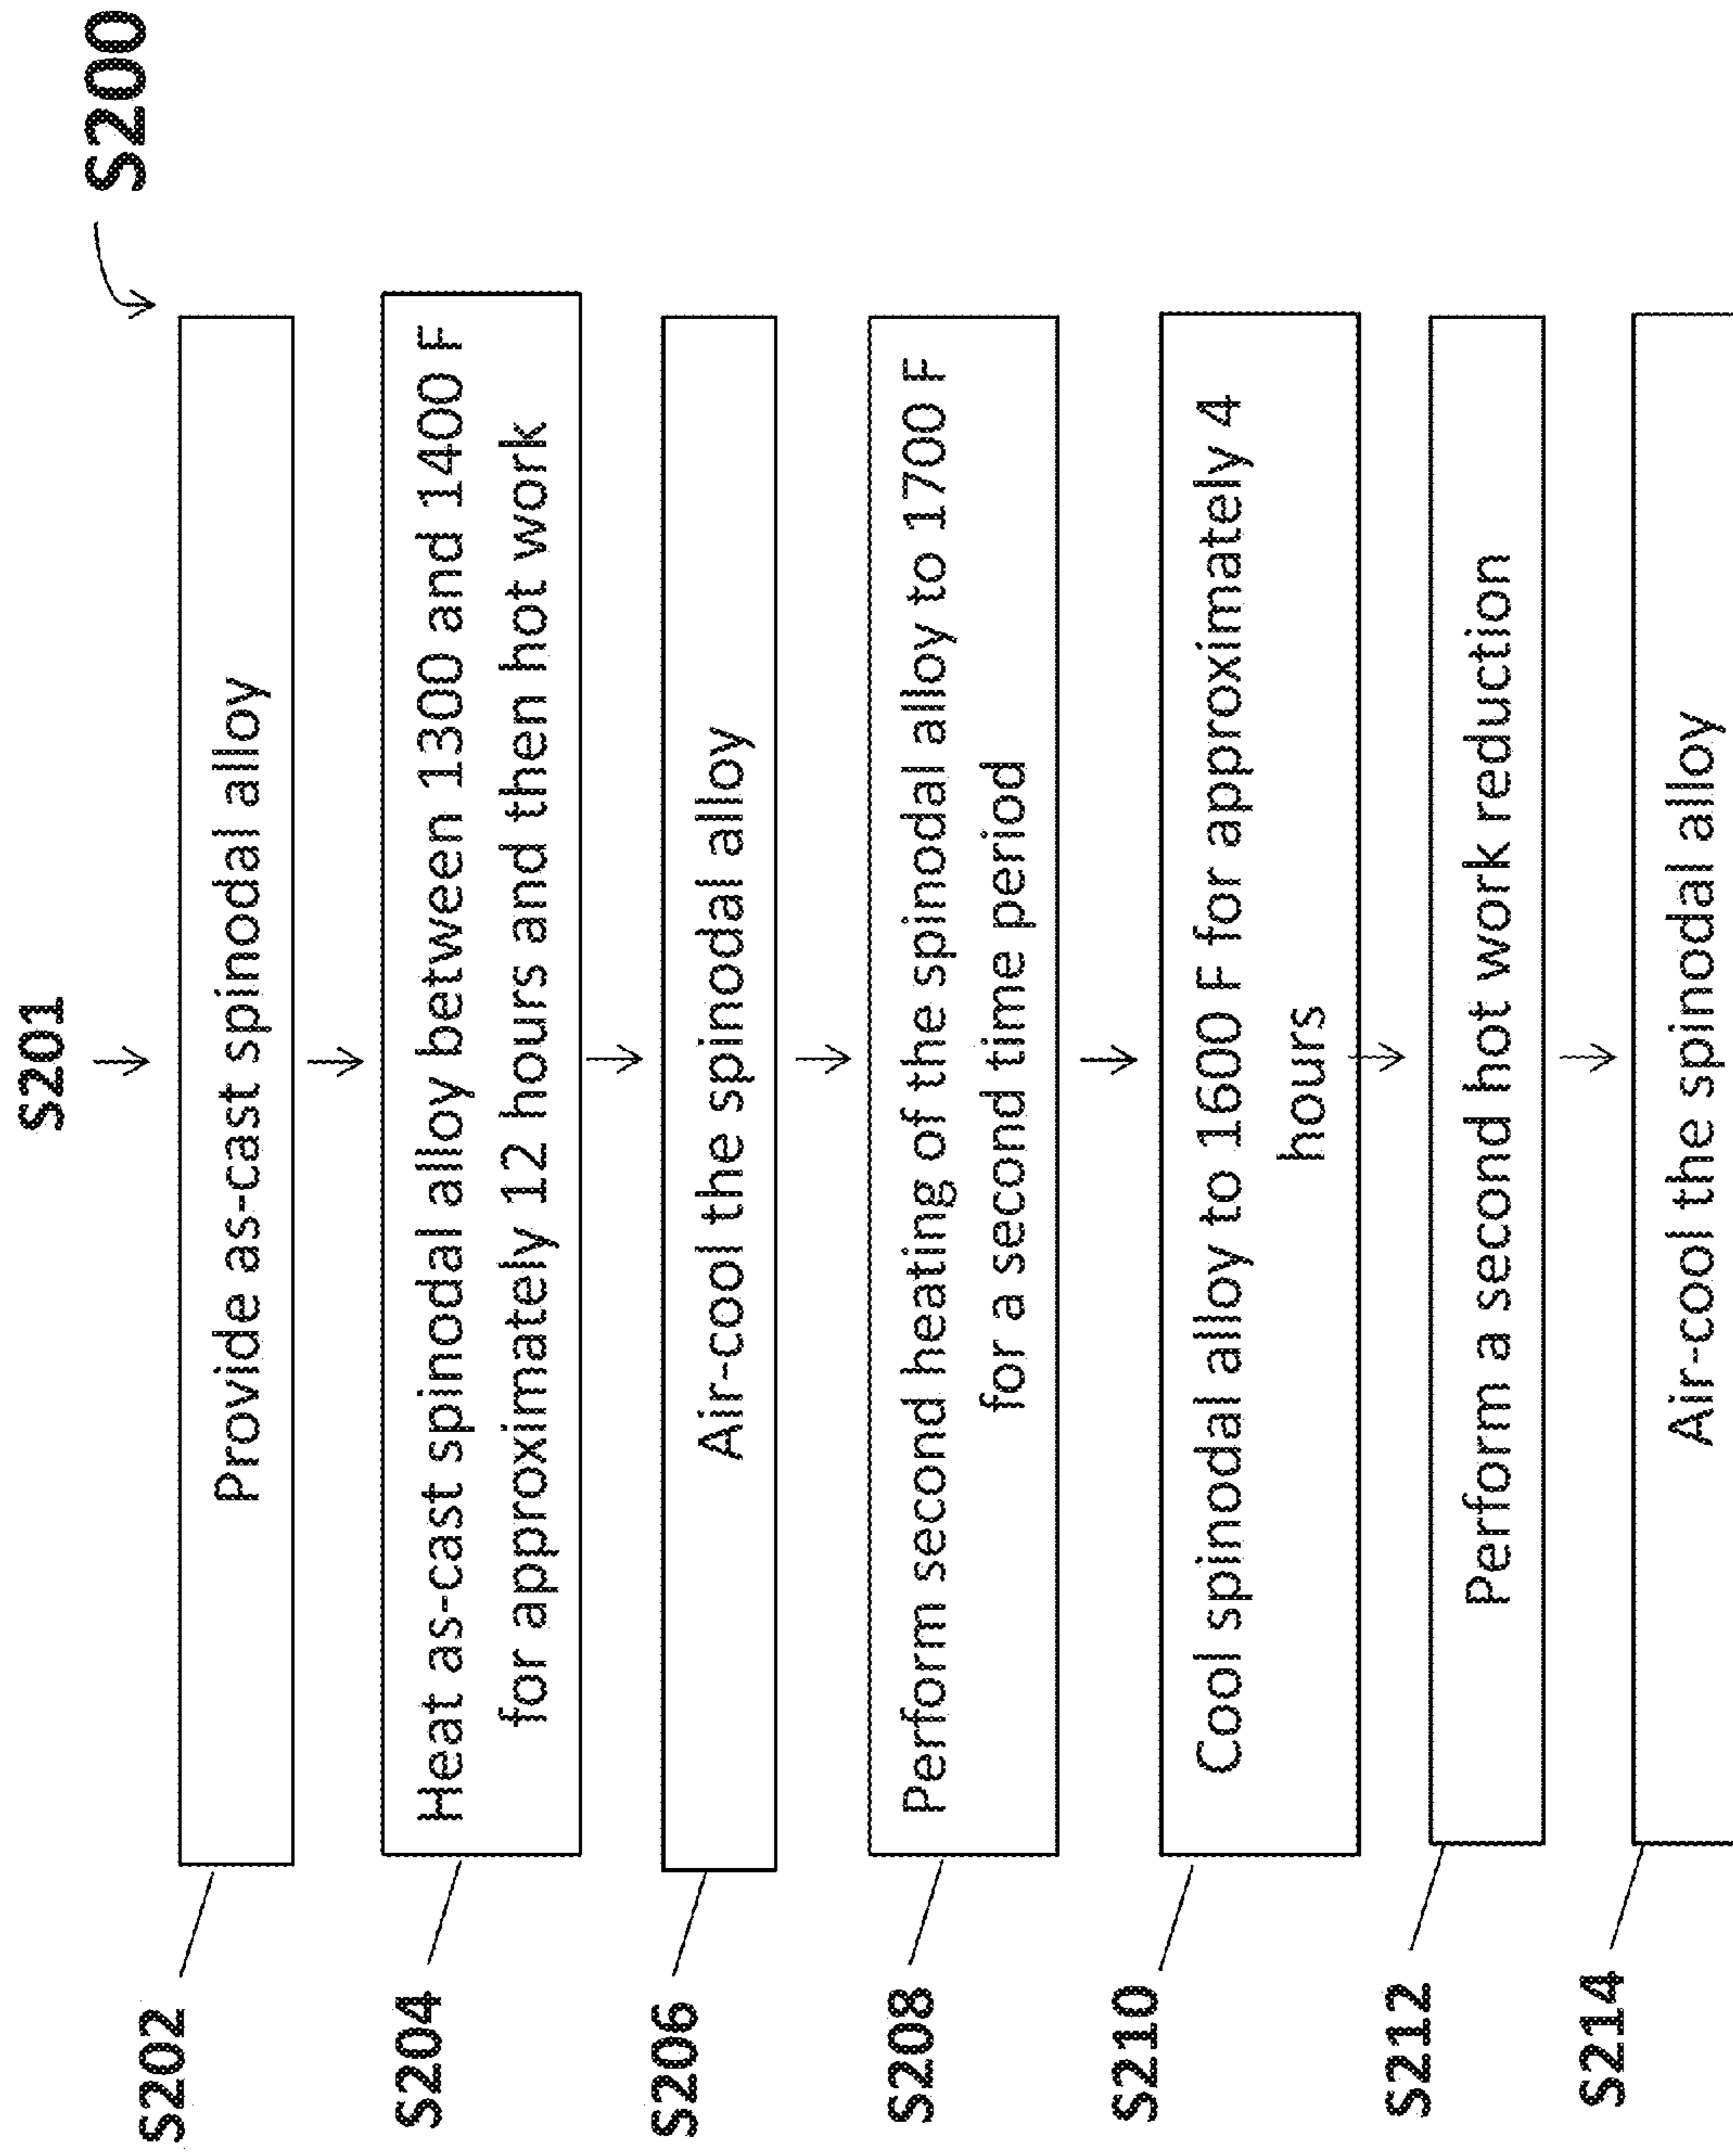 S200
S201
S202
Provide as-cast spinodal alloy
S204
Heat as-cast spinodal alloy between 1300 and 1400 F
for approximately 12 hours and then hot work
S206
Air-cool the spinodal alloy
S208
Perform second heating of the spinodal alloy to 1700 F
for a second time period
S210
Cool spinodal alloy to 1600 F for approximately 4
hours
S212
Perform a second hot work reduction
S214
Air-cool the spinodal alloy